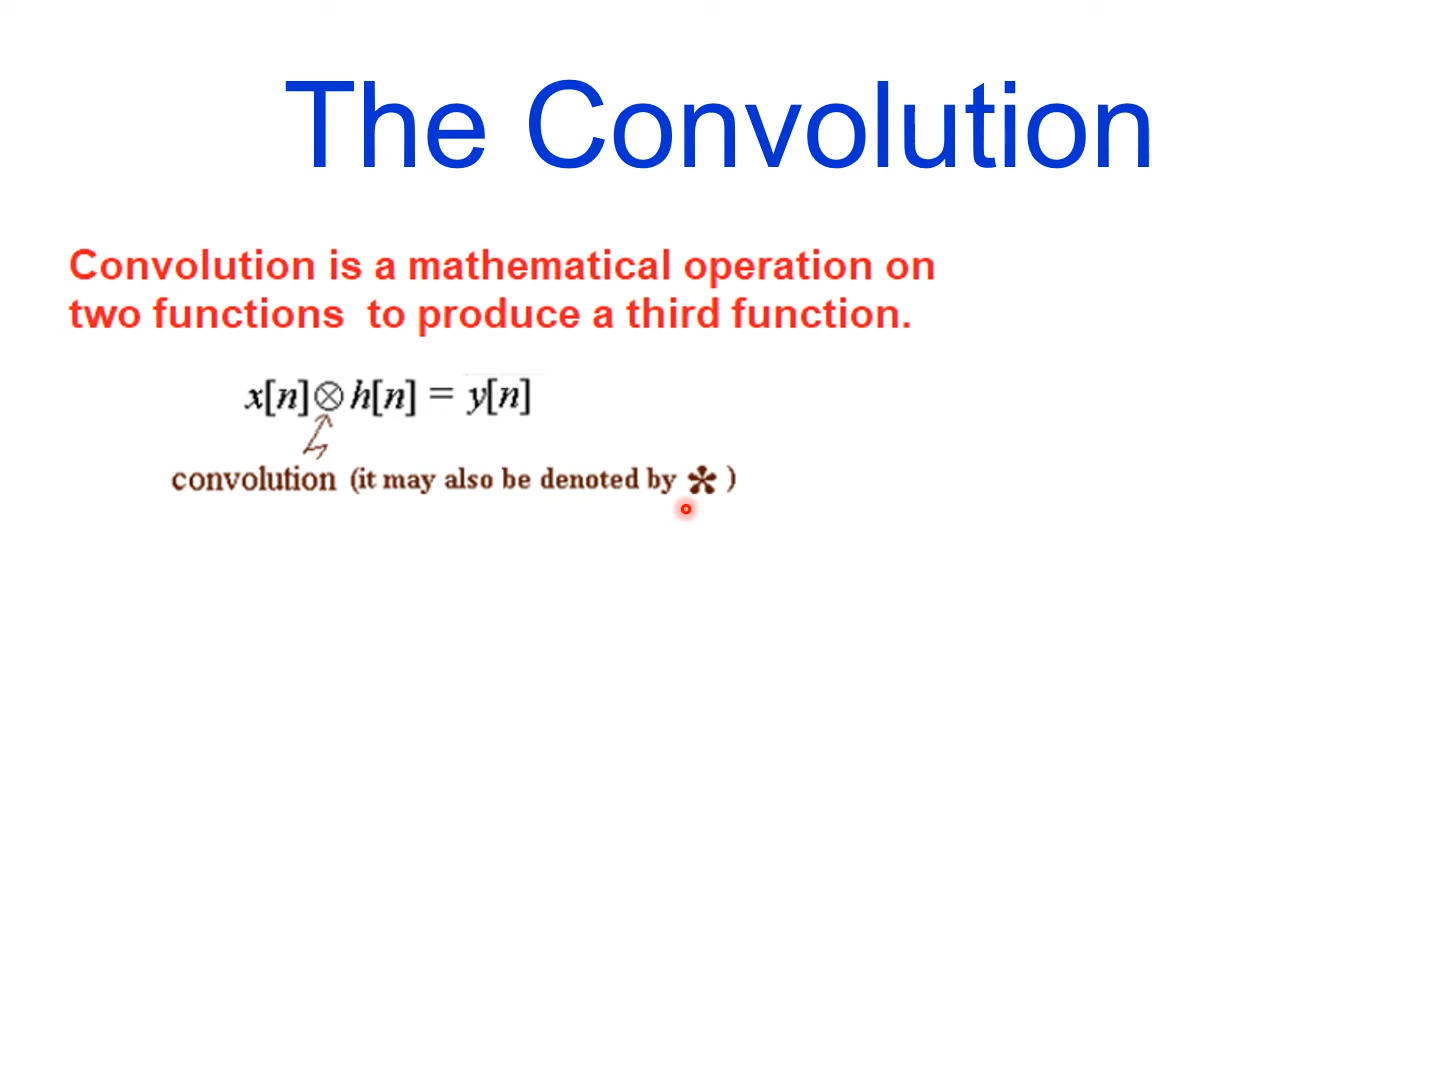 The Convolution
Convolution is a mathematical operation on
two functions to produce a third function.
x[n]⊗h[n] = y[n]
convolution (it may also be denoted by * )